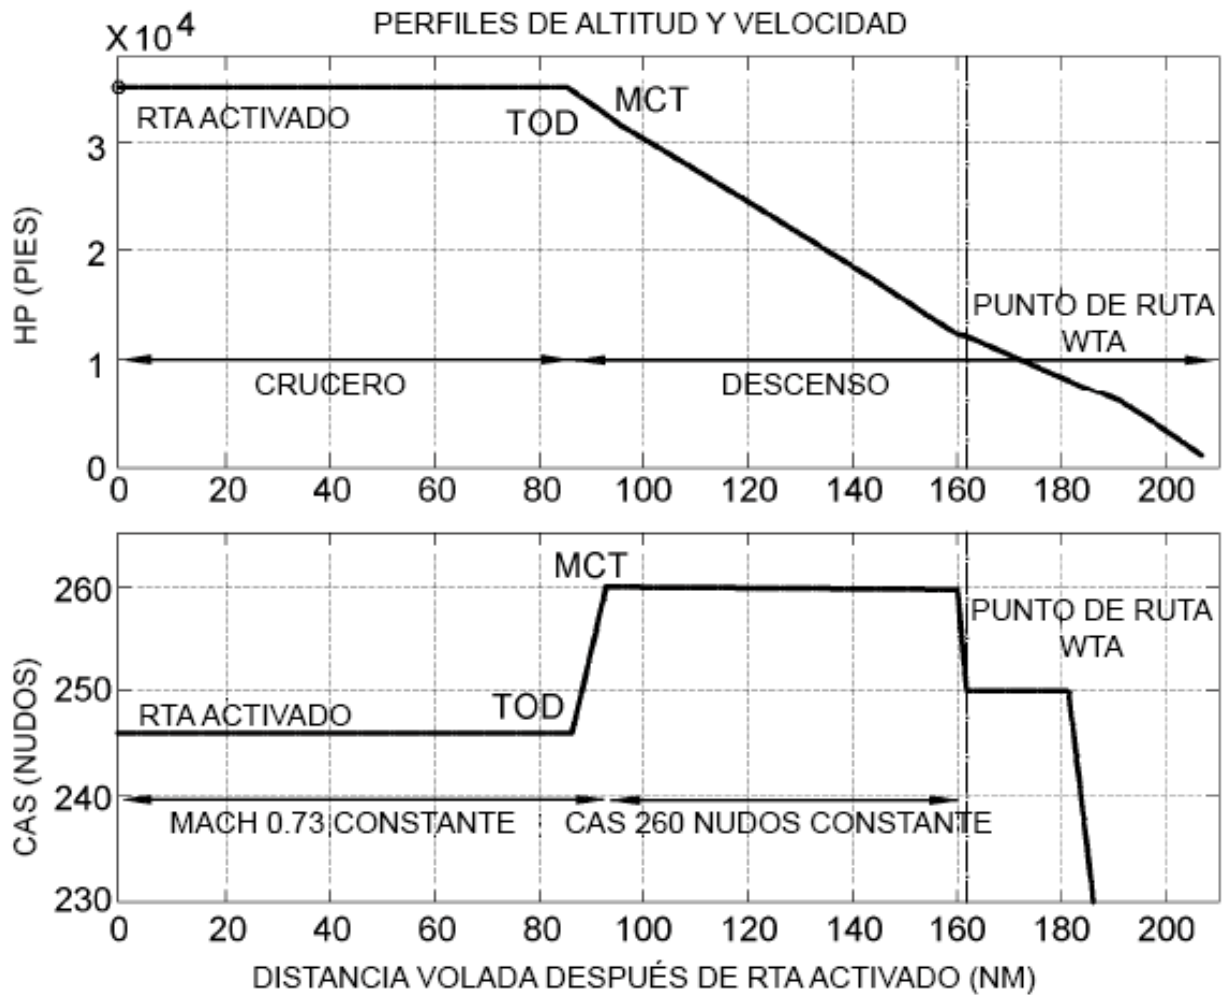 PERFILES DE ALTITUD Y VELOCIDAD
X 10^4
RTA ACTIVADO
TOD
MCT
3
2
1
0
HP (PIES)
CRUCERO
DESCENSO
PUNTO DE RUTA
WTA
0 20 40 60 80 100 120 140 160 180 200
MCT
260
250
240
230
CAS (NUDOS)
RTA ACTIVADO
TOD
PUNTO DE RUTA
WTA
MACH 0.73 CONSTANTE
CAS 260 NUDOS CONSTANTE
0 20 40 60 80 100 120 140 160 180 200
DISTANCIA VOLADA DESPUÉS DE RTA ACTIVADO (NM)